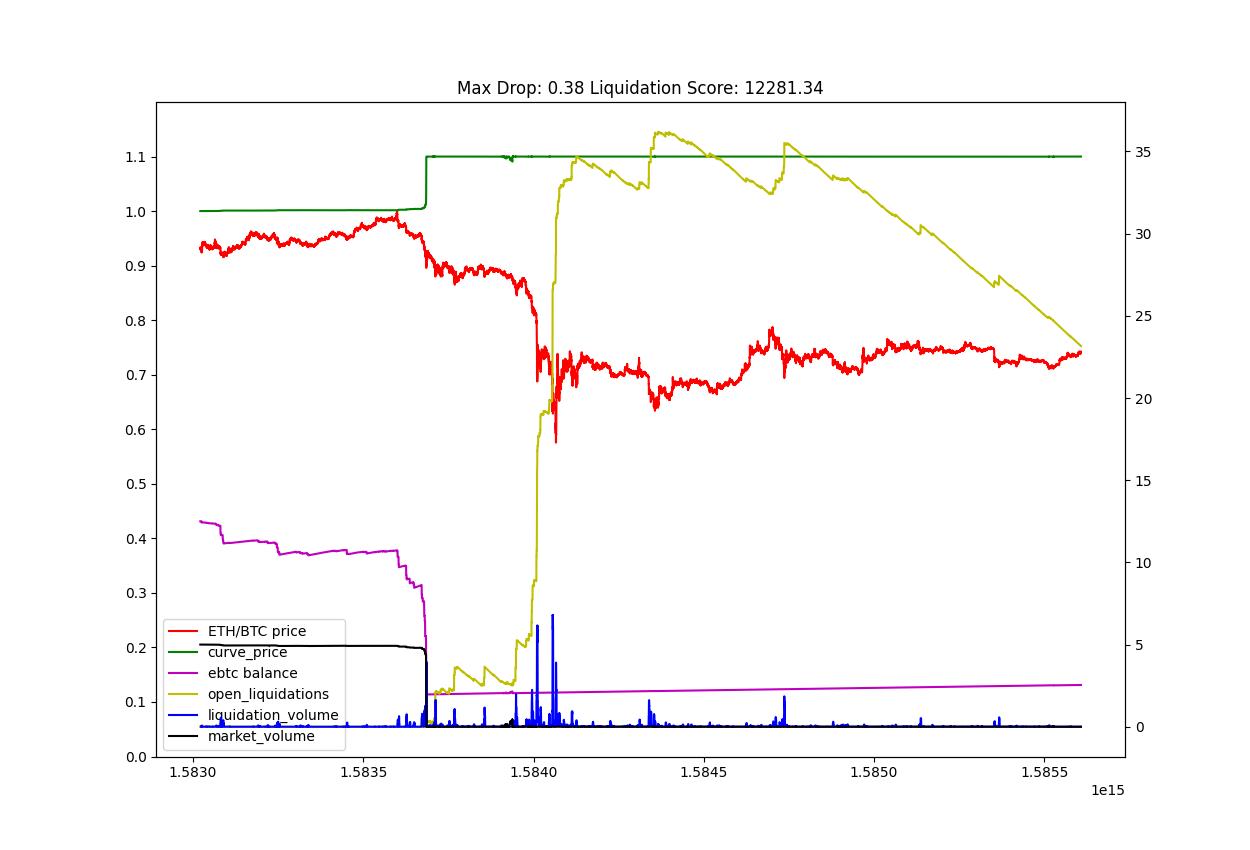 Max Drop: 0.38 Liquidation Score: 12281.34
1.1
1.0
0.9
0.8
0.7
0.6
0.5
0.4
0.3
0.2
0.1
0.0
35
30
25
20
15
10
5
0
ETH/BTC price
curve_price
ebtc balance
open_liquidations
liquidation_volume
market_volume
1.5830 1.5835 1.5840 1.5845 1.5850 1.5855
1e15